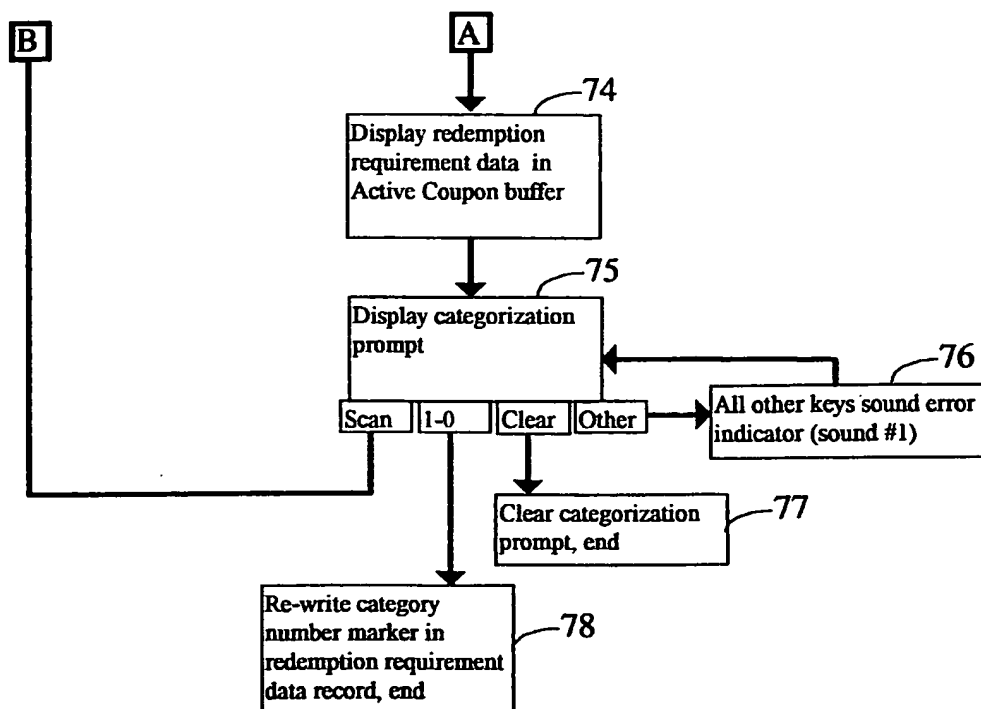 B
A
74
Display redemption
requirement data in
Active Coupon buffer
75
Display categorization
prompt
76
Scan 1-0 Clear Other
All other keys sound error
indicator (sound #1)
Clear categorization
prompt, end
77
Re-write category
number marker in
redemption requirement
data record, end
78